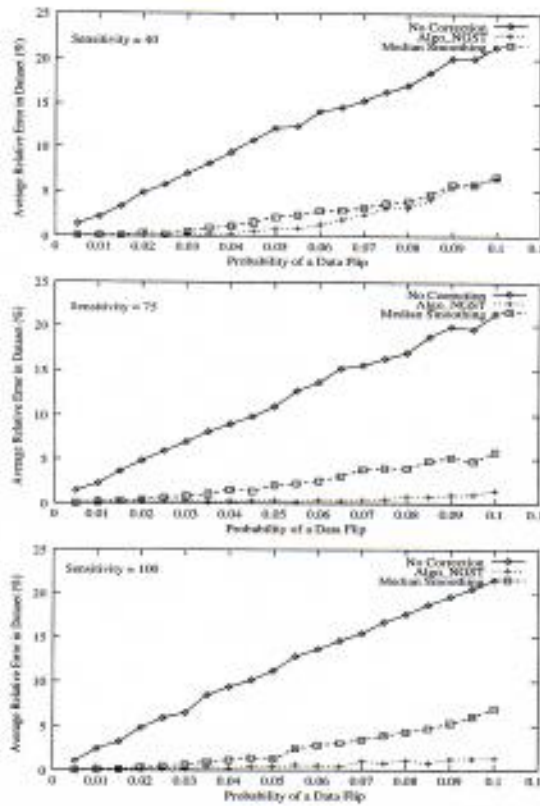 25
20
15
10
5
0
Average Relative Error in Dataset (%)
Sensitivity = 40
No Correction
Algo_NGST
Median Smoothing
0 0.01 0.02 0.03 0.04 0.05 0.06 0.07 0.08 0.09 0.1
Probability of a Data Flip
25
20
15
10
5
0
Average Relative Error in Dataset (%)
Sensitivity = 75
No Correction
Algo_NGST
Median Smoothing
0 0.01 0.02 0.03 0.04 0.05 0.06 0.07 0.08 0.09 0.1
Probability of a Data Flip
25
20
15
10
5
0
Average Relative Error in Dataset (%)
Sensitivity = 100
No Correction
Algo_NGST
Median Smoothing
0 0.01 0.02 0.03 0.04 0.05 0.06 0.07 0.08 0.09 0.1
Probability of a Data Flip